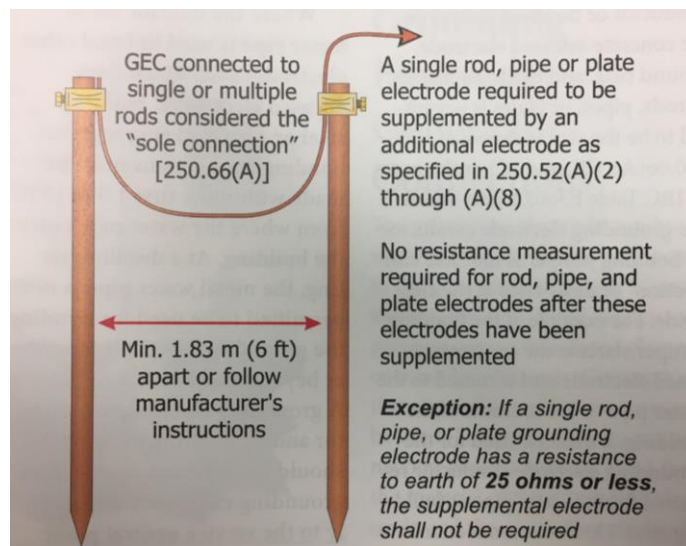 GEC connected to
single or multiple
rods considered the
"sole connection"
[250.66(A)]
Min. 1.83 m (6 ft)
apart or follow
manufacturer's
instructions
A single rod, pipe or plate
electrode required to be
supplemented by an
additional electrode as
specified in 250.52(A)(2)
through (A)(8)
No resistance measurement
required for rod, pipe, and
plate electrodes after these
electrodes have been
supplemented
Exception: If a single rod,
pipe, or plate grounding
electrode has a resistance
to earth of 25 ohms or less,
the supplemental electrode
shall not be required